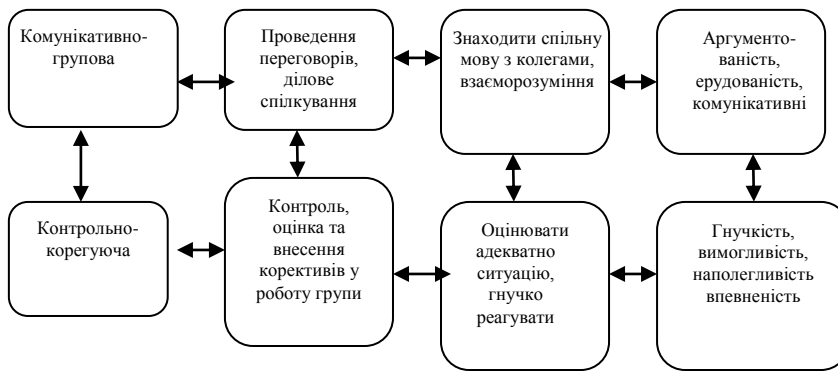 Комунікативно-
групова
Проведення
переговорів,
ділове
спілкування
Знаходити спільну
мову з колегами,
взаєморозуміння
Аргументо-
ваність,
ерудованість,
комунікативні
Контрольно-
корегуюча
Контроль,
оцінка та
внесення
корективів у
роботу групи
Оцінювати
адекватно
ситуацію,
гнучко
реагувати
Гнучкість,
вимогливість,
наполегливість
впевненість